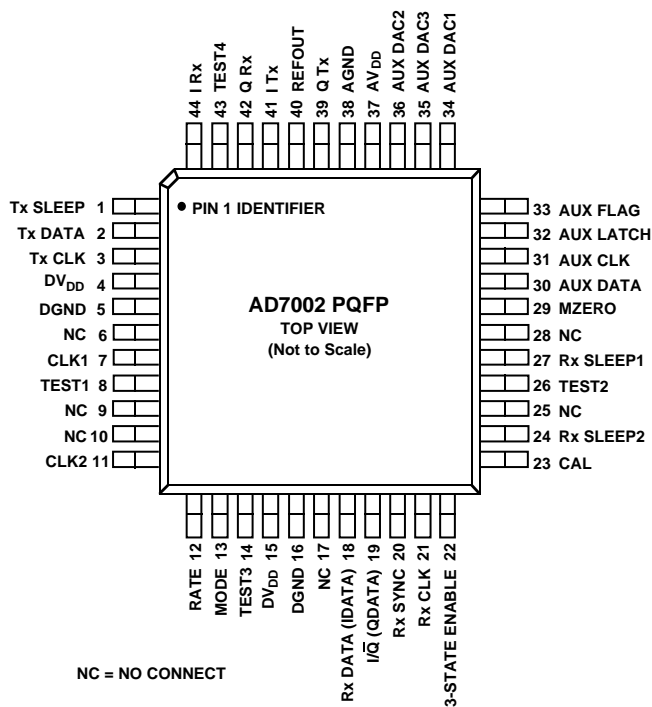 44 I Rx
43 TEST4
42 Q Rx
41 I Tx
40 REFOUT
39 Q Tx
38 AGND
37 AVDD
36 AUX DAC2
35 AUX DAC3
34 AUX DAC1
Tx SLEEP 1
Tx DATA 2
Tx CLK 3
DVDD 4
DGND 5
NC 6
CLK1 7
TEST1 8
NC 9
NC 10
CLK2 11
PIN 1 IDENTIFIER
AD7002 PQFP
TOP VIEW
(Not to Scale)
33 AUX FLAG
32 AUX LATCH
31 AUX CLK
30 AUX DATA
29 MZERO
28 NC
27 Rx SLEEP1
26 TEST2
25 NC
24 Rx SLEEP2
23 CAL
RATE 12
MODE 13
TEST3 14
DVDD 15
DGND 16
NC 17
Rx DATA (IDATA) 18
I/Q̅ (QDATA) 19
Rx SYNC 20
Rx CLK 21
3-STATE ENABLE 22
NC = NO CONNECT